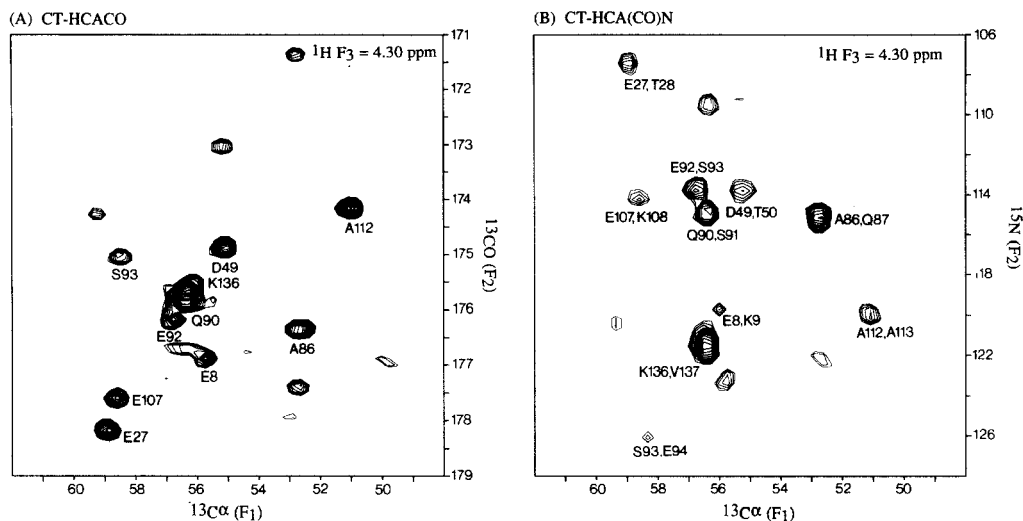 (A) CT-HCACO
¹H F3 = 4.30 ppm
171
172
173
174
175
176
177
178
179
¹³CO (F2)
A112
D49
S93
K136
Q90
E92
A86
E8
E107
E27
60
58
56
54
52
50
¹³Cα (F1)
(B) CT-HCA(CO)N
¹H F3 = 4.30 ppm
106
110
114
118
122
126
¹⁵N (F2)
E27,T28
E92,S93
E107,K108
D49,T50
A86,Q87
Q90,S91
E8,K9
A112,A113
K136,V137
S93,E94
60
58
56
54
52
50
¹³Cα (F1)